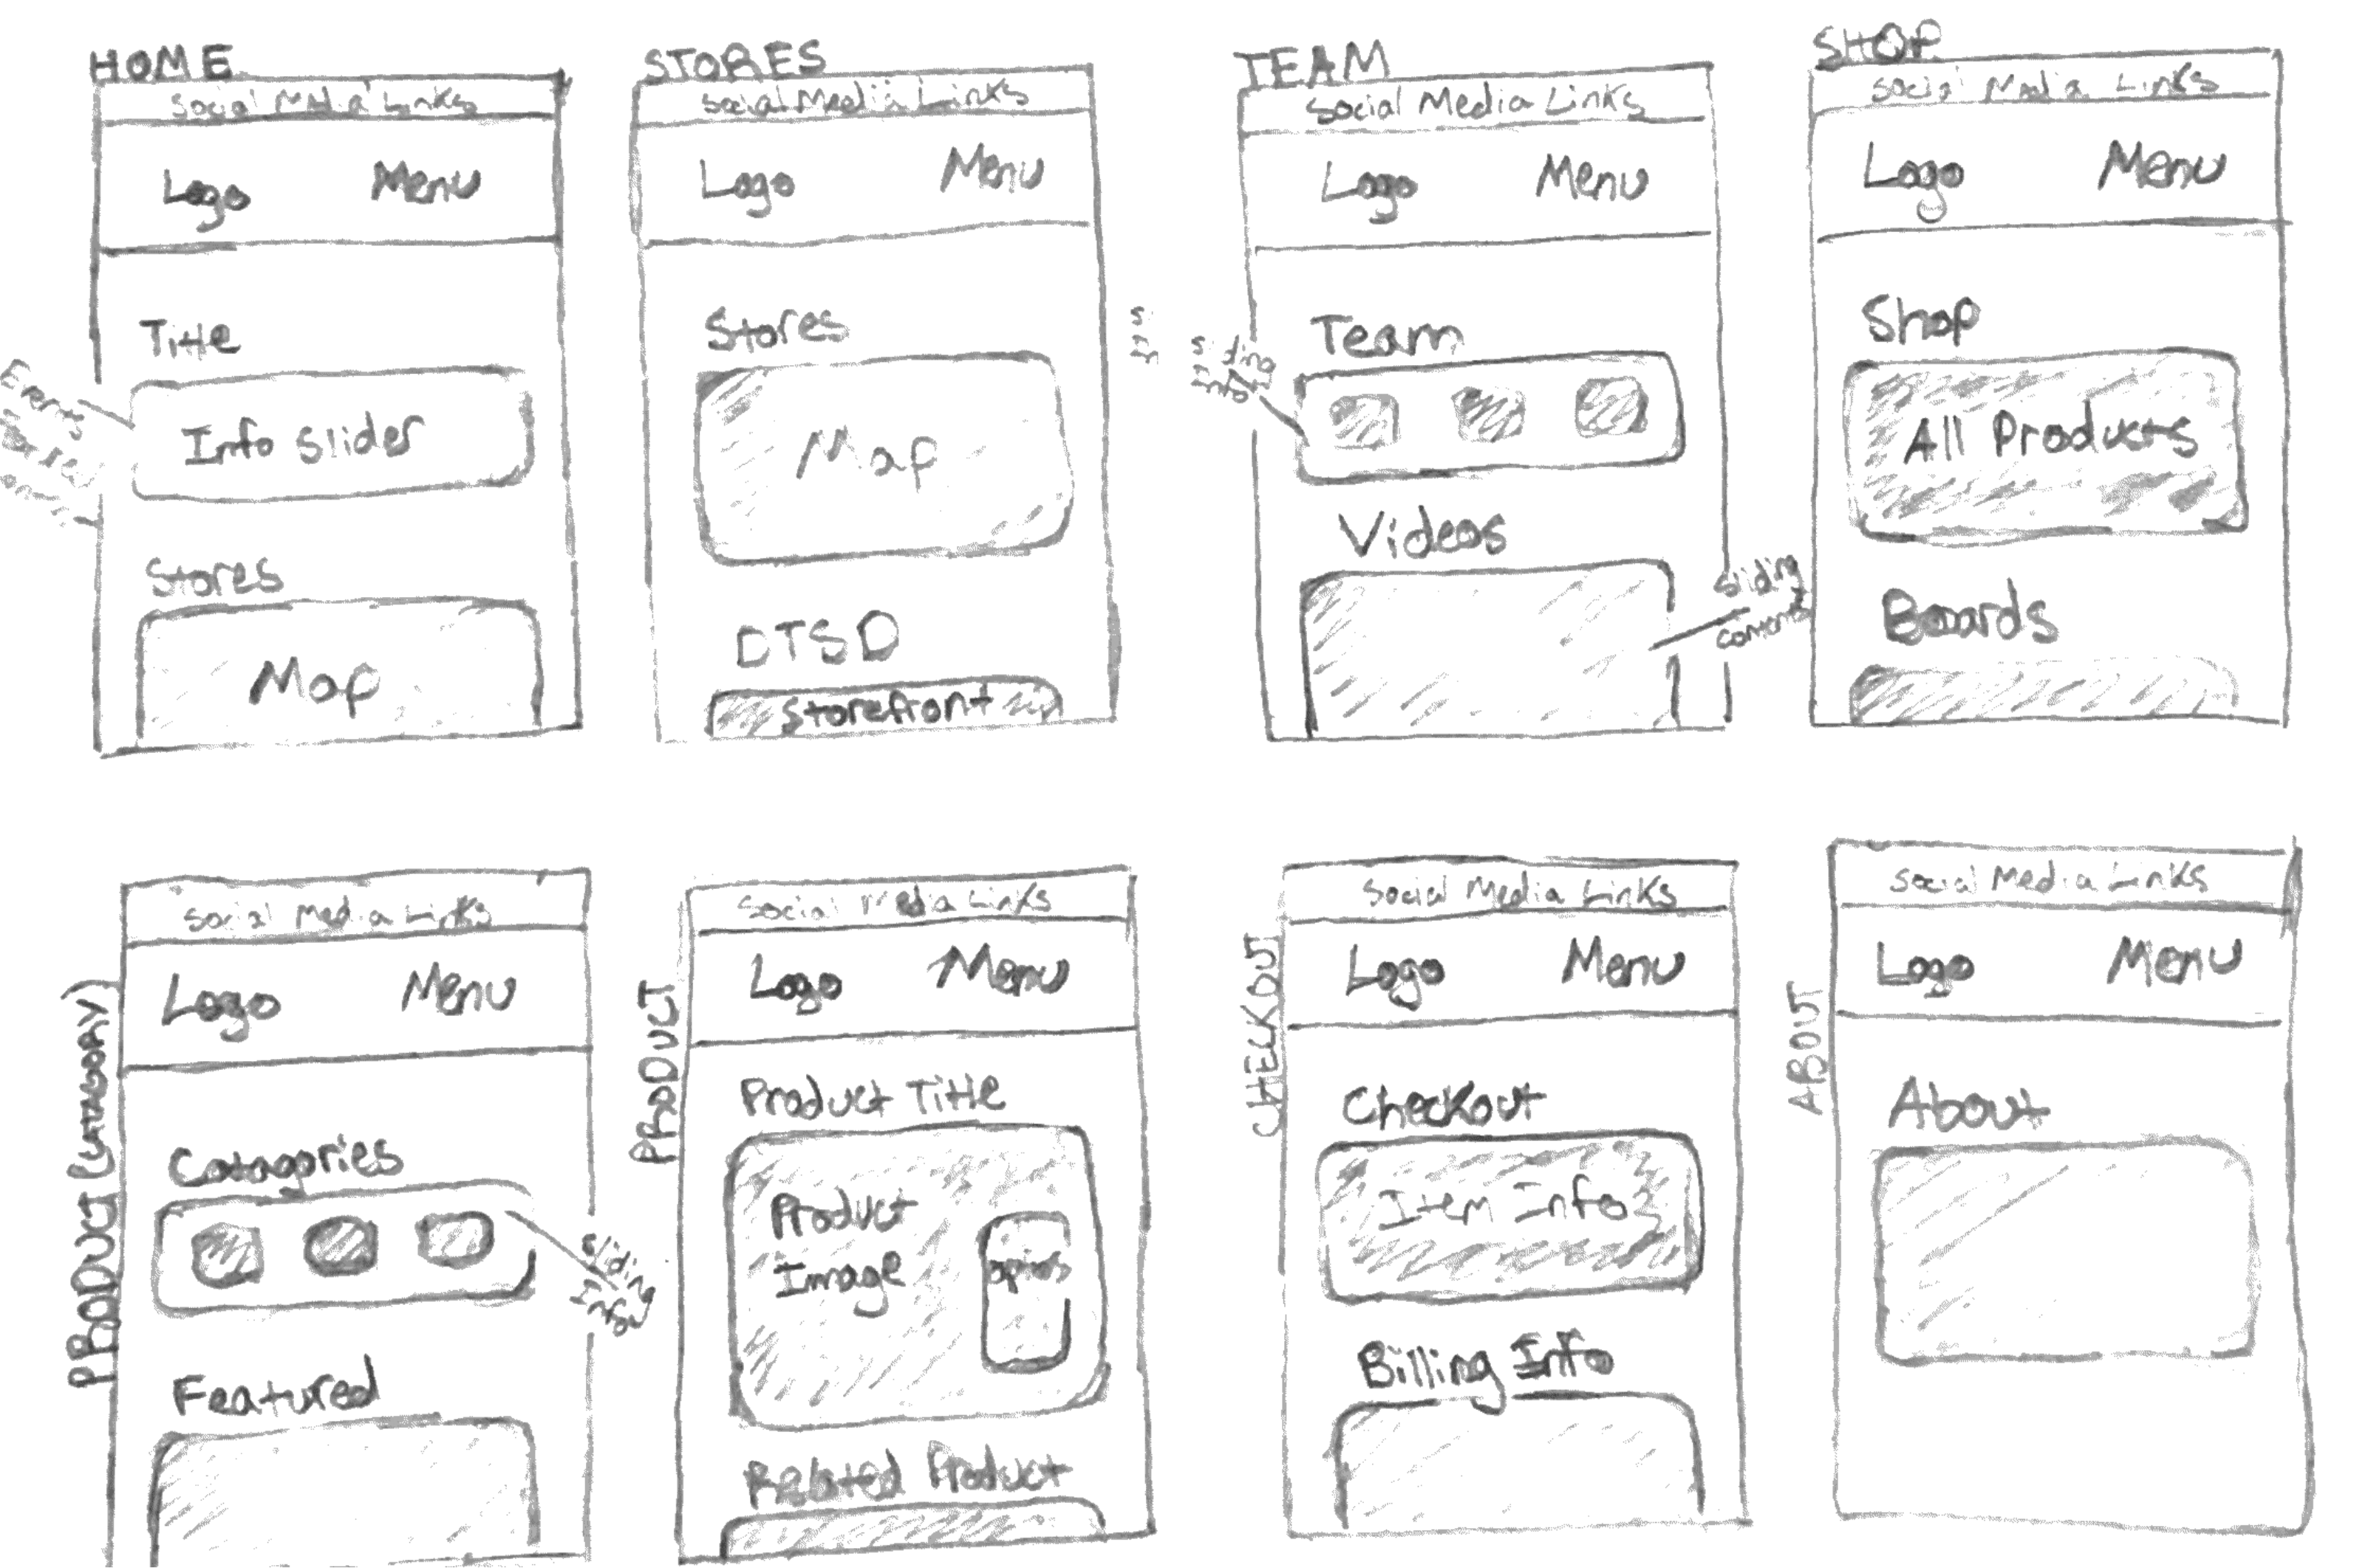 HOME
Social Media Links
Logo Menu
Title
Events
Info Slider
Stores
Map
STORES
Social Media Links
Logo Menu
Stores
Map
DTSD
Storefront
TEAM
Social Media Links
Logo Menu
Team
Sliding
Info
Videos
Sliding
Content
SHOP
Social Media Links
Logo Menu
Shop
All Products
Boards
PRODUCT (CATAGORY)
Social Media Links
Logo Menu
Catagories
Sliding
Info
Featured
PRODUCT
Social Media Links
Logo Menu
Product Title
Product
Image
Related Product
CHECKOUT
Social Media Links
Logo Menu
Checkout
Item Info
Billing Info
ABOUT
Social Media Links
Logo Menu
About